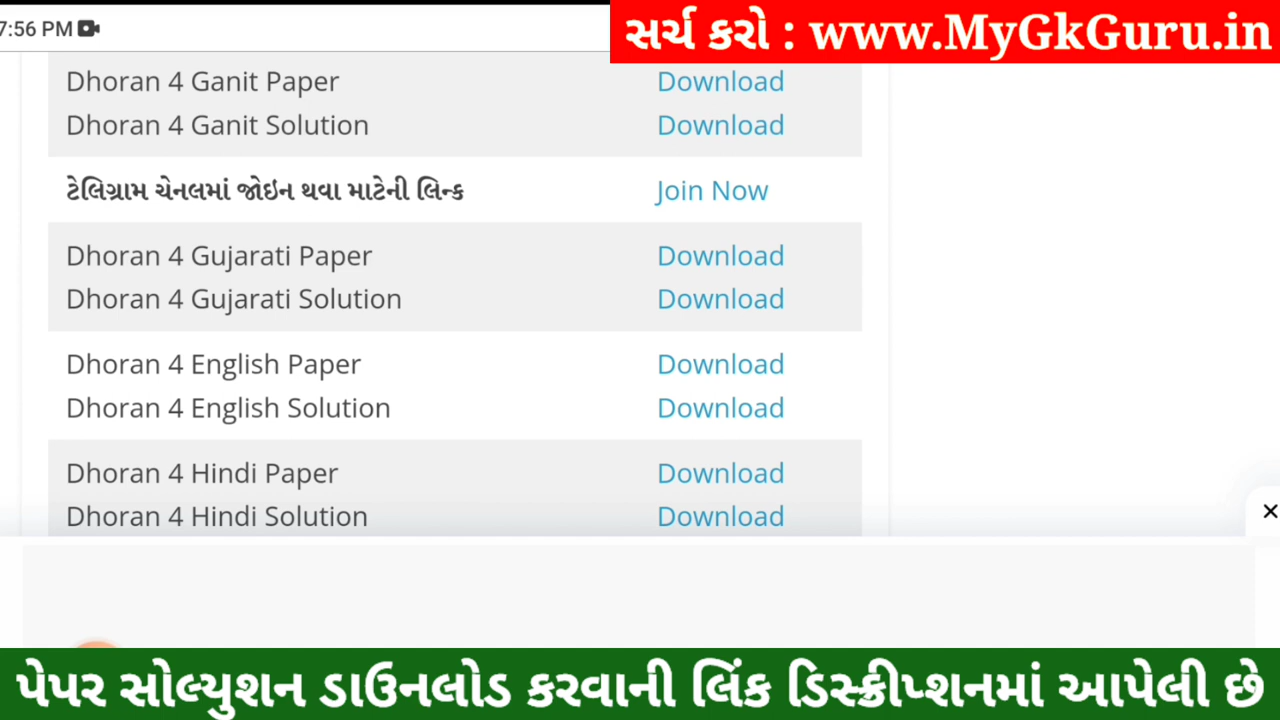 7:56 PM
સર્ચ કરો : www.MyGkGuru.in
Dhoran 4 Ganit Paper Download
Dhoran 4 Ganit Solution Download
ટેલિગ્રામ ચેનલમાં જોઇન થવા માટેની લિન્ક Join Now
Dhoran 4 Gujarati Paper Download
Dhoran 4 Gujarati Solution Download
Dhoran 4 English Paper Download
Dhoran 4 English Solution Download
Dhoran 4 Hindi Paper Download
Dhoran 4 Hindi Solution Download
પેપર સોલ્યુશન ડાઉનલોડ કરવાની લિંક ડિસ્ક્રીપ્શનમાં આપેલી છે